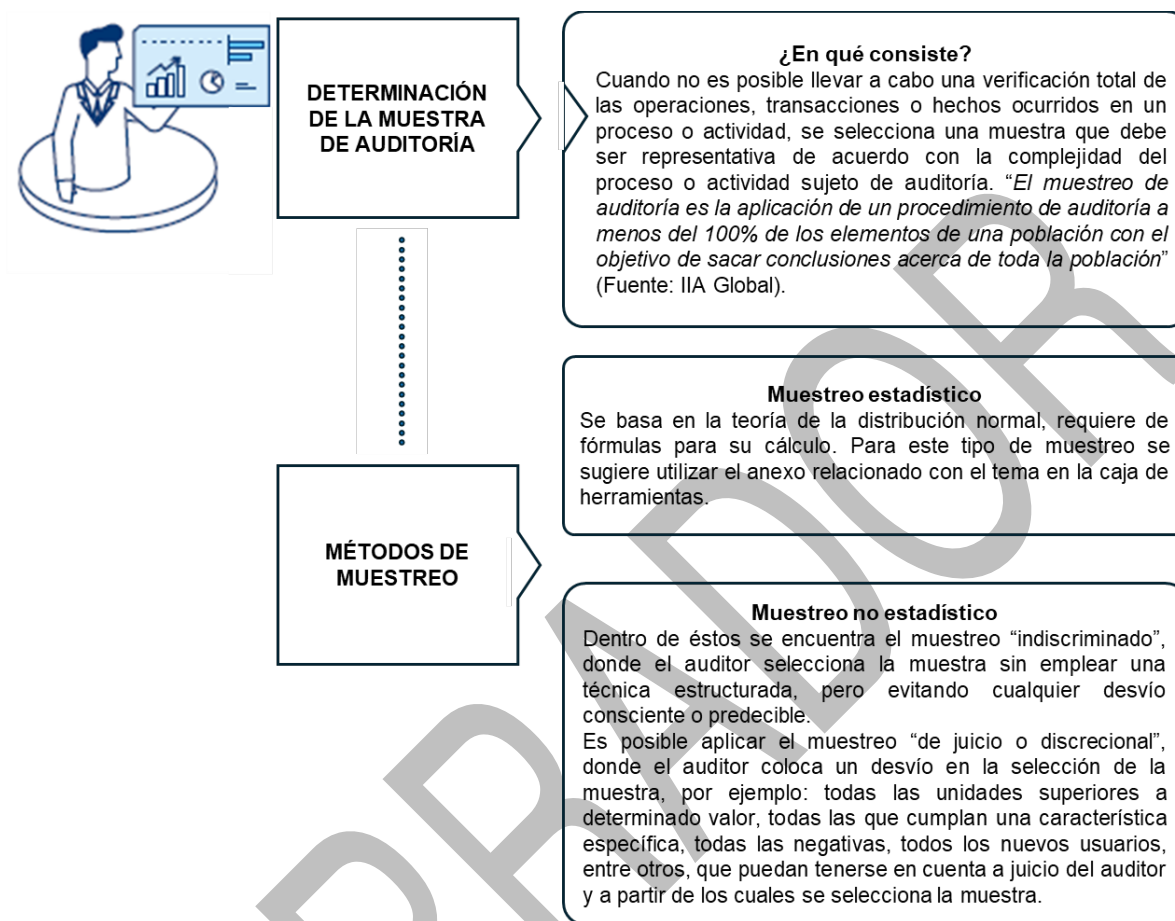 DETERMINACIÓN
DE LA MUESTRA
DE AUDITORÍA
¿En qué consiste?
Cuando no es posible llevar a cabo una verificación total de
las operaciones, transacciones o hechos ocurridos en un
proceso o actividad, se selecciona una muestra que debe
ser representativa de acuerdo con la complejidad del
proceso o actividad sujeto de auditoría. “El muestreo de
auditoría es la aplicación de un procedimiento de auditoría a
menos del 100% de los elementos de una población con el
objetivo de sacar conclusiones acerca de toda la población”
(Fuente: IIA Global).
MÉTODOS DE
MUESTREO
Muestreo estadístico
Se basa en la teoría de la distribución normal, requiere de
fórmulas para su cálculo. Para este tipo de muestreo se
sugiere utilizar el anexo relacionado con el tema en la caja de
herramientas.
Muestreo no estadístico
Dentro de éstos se encuentra el muestreo “indiscriminado”,
donde el auditor selecciona la muestra sin emplear una
técnica estructurada, pero evitando cualquier desvío
consciente o predecible.
Es posible aplicar el muestreo “de juicio o discrecional”,
donde el auditor coloca un desvío en la selección de la
muestra, por ejemplo: todas las unidades superiores a
determinado valor, todas las que cumplan una característica
específica, todas las negativas, todos los nuevos usuarios,
entre otros, que puedan tenerse en cuenta a juicio del auditor
y a partir de los cuales se selecciona la muestra.
RRADOR